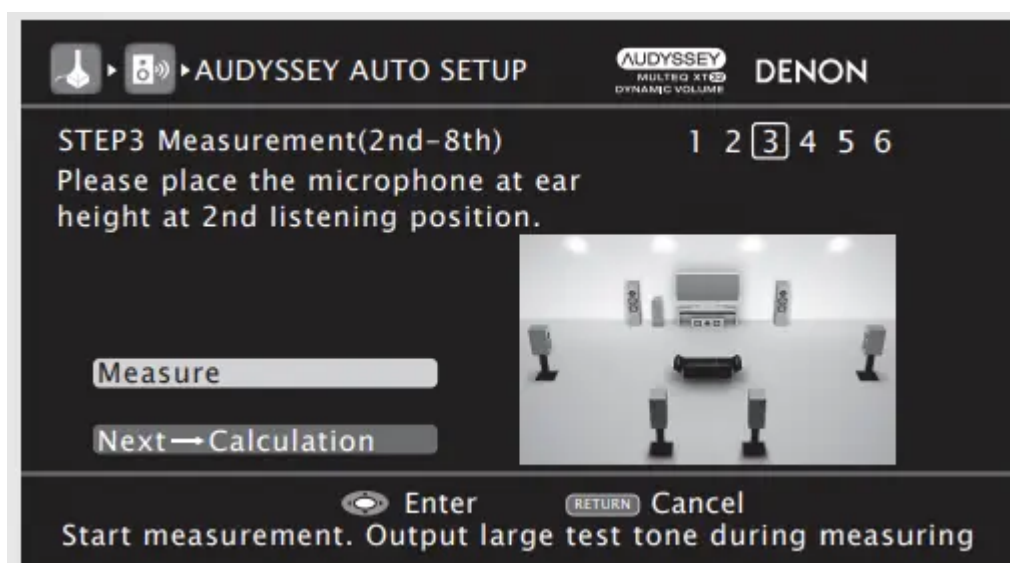 AUDYSSEY AUTO SETUP
AUDYSSEY
MULTEQ XT32
DYNAMIC VOLUME
DENON
STEP3 Measurement(2nd–8th)
1 2 3 4 5 6
Please place the microphone at ear
height at 2nd listening position.
Measure
Next→Calculation
Enter RETURN Cancel
Start measurement. Output large test tone during measuring